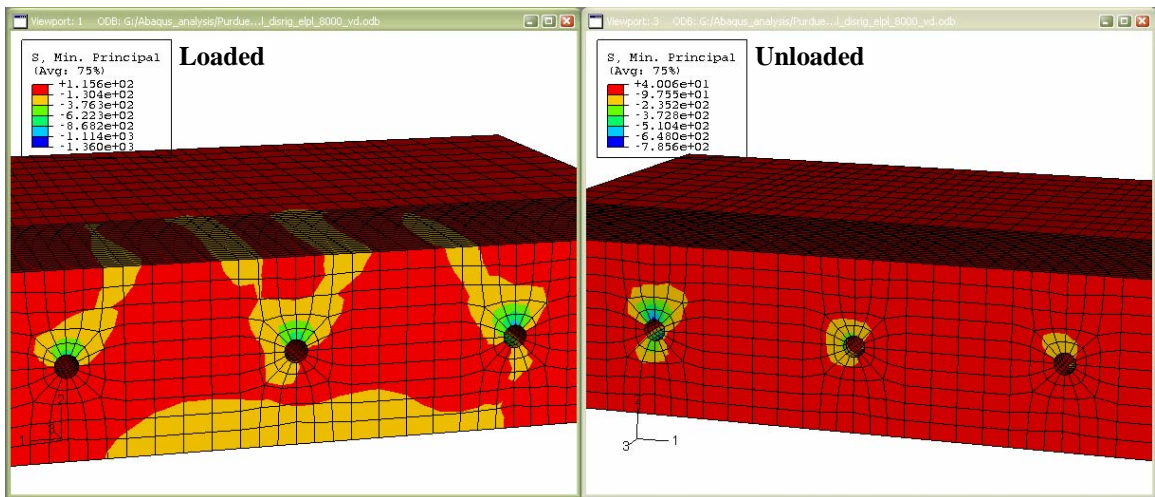 Viewport: 1 ODB: G:/Abaqus_analysis/Purdue...l_disrig_elpl_8000_vd.odb
S, Min. Principal
(Avg: 75%)
+1.156e+02
-1.304e+02
-3.763e+02
-6.223e+02
-8.682e+02
-1.114e+03
-1.360e+03
Loaded
2
3
1
Viewport: 3 ODB: G:/Abaqus_analysis/Purdue...l_disrig_elpl_8000_vd.odb
S, Min. Principal
(Avg: 75%)
+4.006e+01
-9.755e+01
-2.352e+02
-3.728e+02
-5.104e+02
-6.480e+02
-7.856e+02
Unloaded
2
3
1